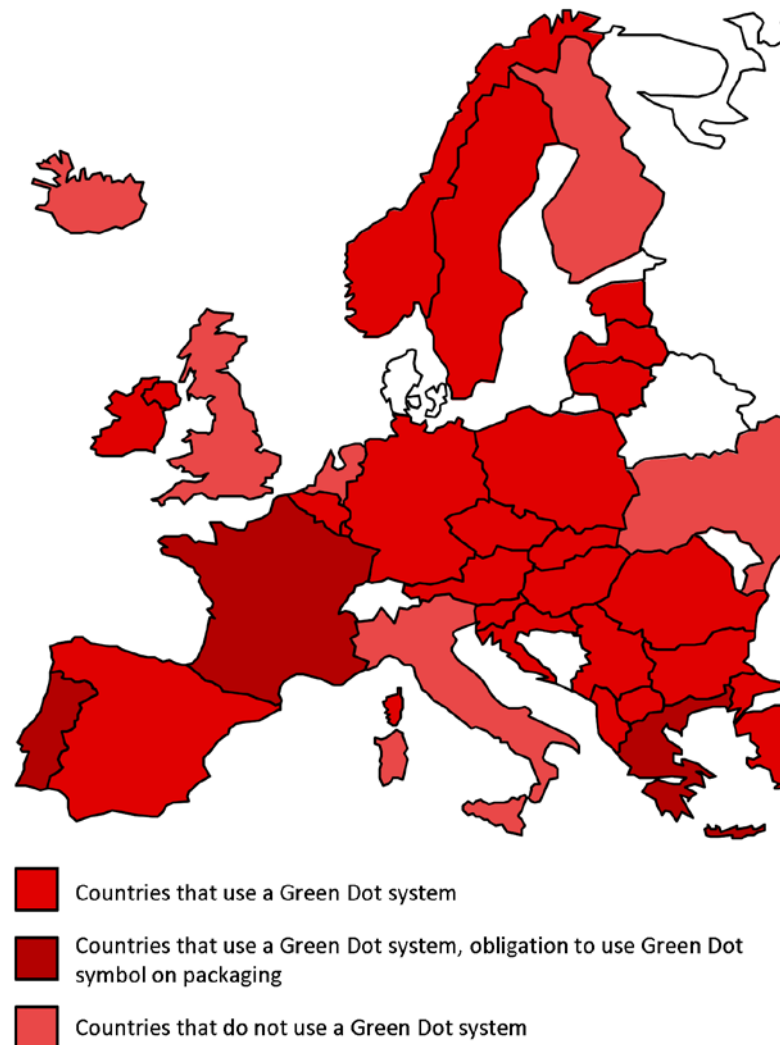 Countries that use a Green Dot system
Countries that use a Green Dot system, obligation to use Green Dot
symbol on packaging
Countries that do not use a Green Dot system